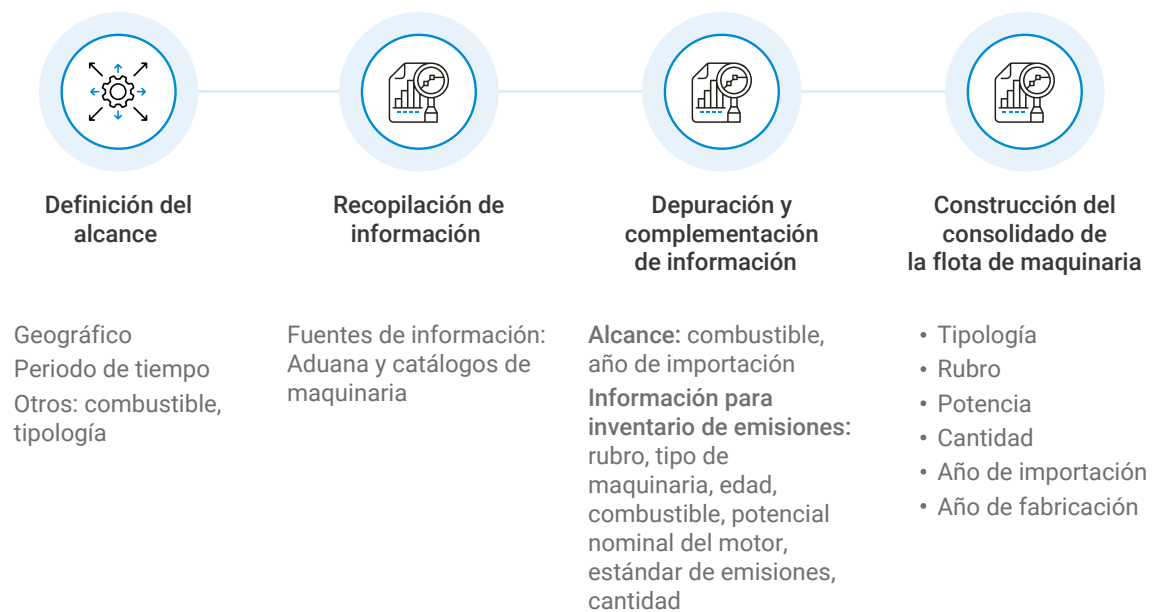 Definición del
alcance
Recopilación de
información
Depuración y
complementación
de información
Construcción del
consolidado de
la flota de maquinaria
Geográfico
Periodo de tiempo
Otros: combustible,
tipología
Fuentes de información:
Aduana y catálogos de
maquinaria
Alcance: combustible,
año de importación
Información para
inventario de emisiones:
rubro, tipo de
maquinaria, edad,
combustible, potencial
nominal del motor,
estándar de emisiones,
cantidad
• Tipología
• Rubro
• Potencia
• Cantidad
• Año de importación
• Año de fabricación